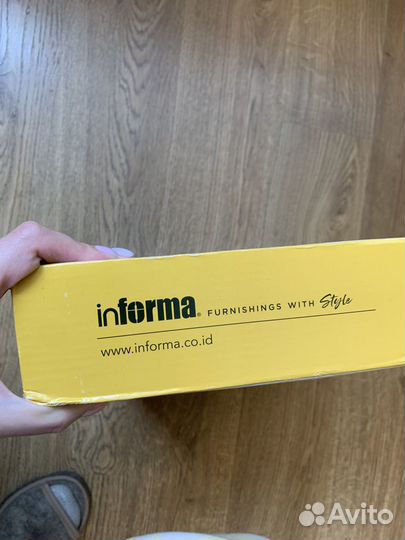 informa® FURNISHINGS WITH Style
www.informa.co.id
Avito